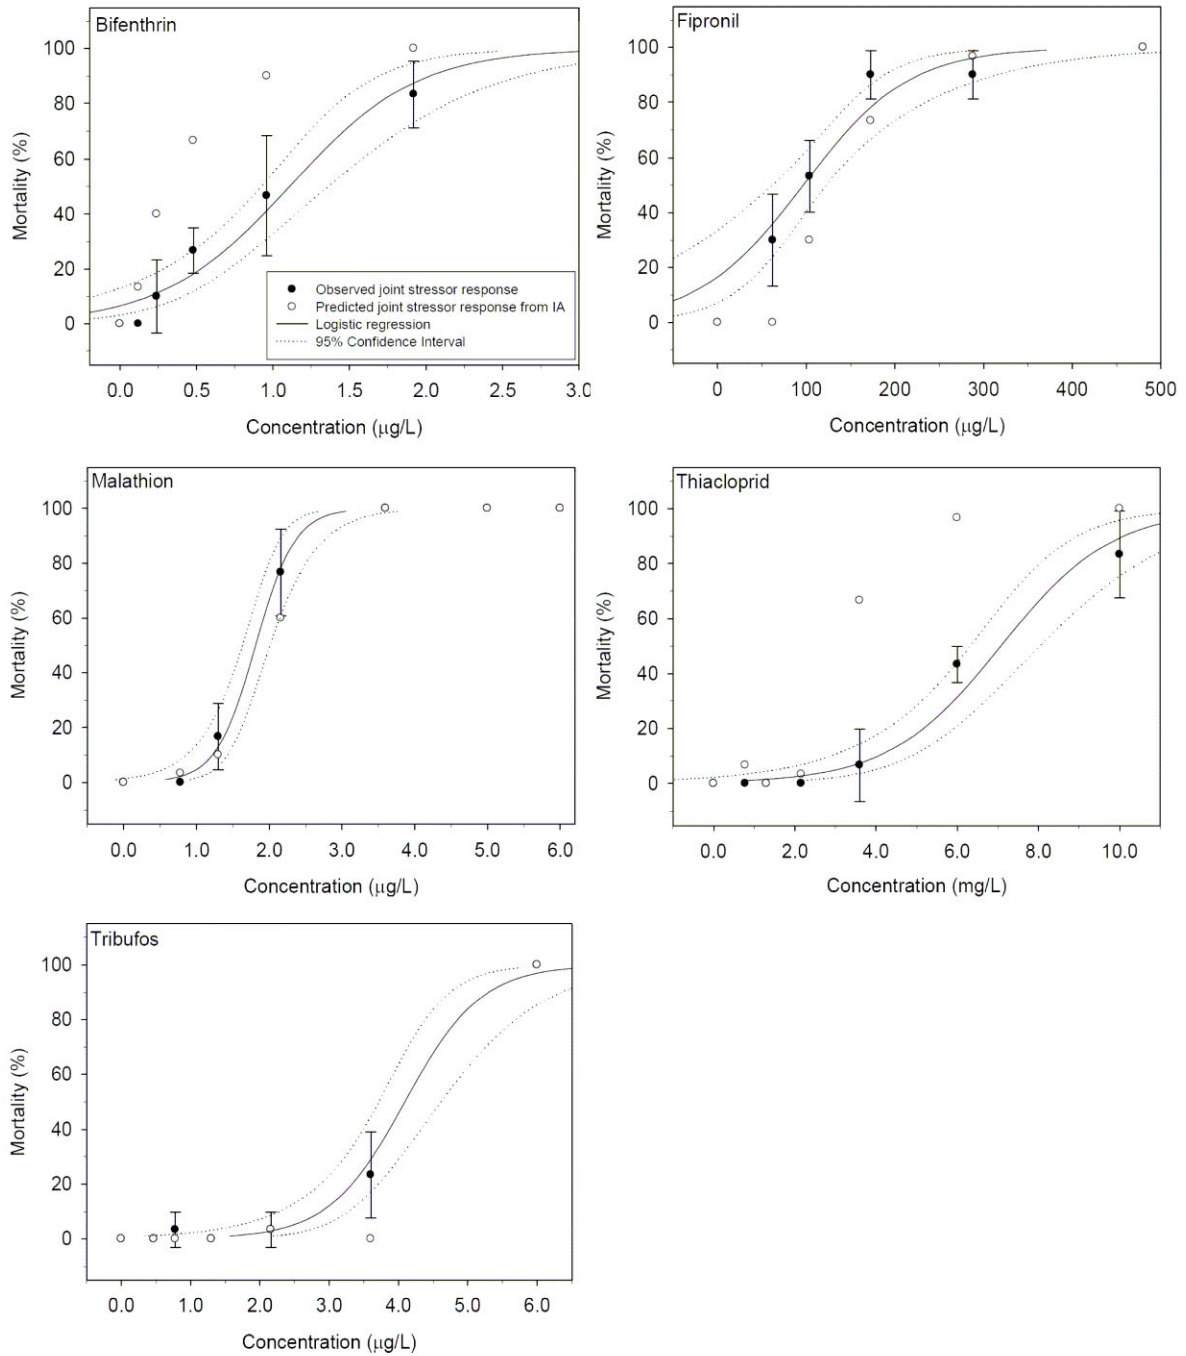 Bifenthrin
100
80
60
40
20
0
Mortality (%)
Observed joint stressor response
Predicted joint stressor response from IA
Logistic regression
95% Confidence Interval
0.0 0.5 1.0 1.5 2.0 2.5 3.0
Concentration (µg/L)
Fipronil
100
80
60
40
20
0
Mortality (%)
0 100 200 300 400 500
Concentration (µg/L)
Malathion
100
80
60
40
20
0
Mortality (%)
0.0 1.0 2.0 3.0 4.0 5.0 6.0
Concentration (µg/L)
Thiacloprid
100
80
60
40
20
0
Mortality (%)
0.0 2.0 4.0 6.0 8.0 10.0
Concentration (mg/L)
Tribufos
100
80
60
40
20
0
Mortality (%)
0.0 1.0 2.0 3.0 4.0 5.0 6.0
Concentration (µg/L)